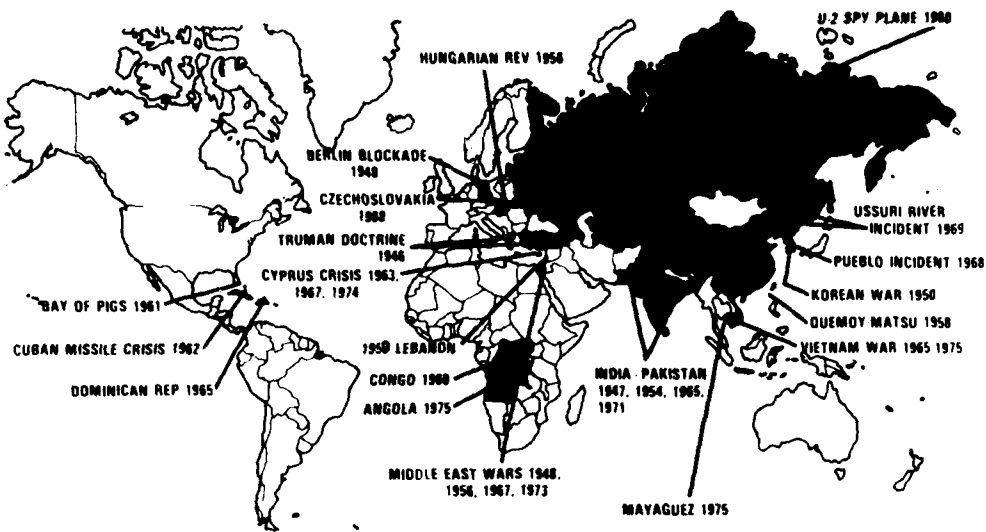 U-2 SPY PLANE 1960
HUNGARIAN REV 1956
BERLIN BLOCKADE
1948
CZECHOSLOVAKIA
1968
TRUMAN DOCTRINE
1946
CYPRUS CRISIS 1963,
1967, 1974
USSURI RIVER
INCIDENT 1969
PUEBLO INCIDENT 1968
KOREAN WAR 1950
BAY OF PIGS 1961
QUEMOY MATSU 1958
CUBAN MISSILE CRISIS 1962
1958 LEBANON
VIETNAM WAR 1965 1975
DOMINICAN REP 1965
CONGO 1960
ANGOLA 1975
INDIA PAKISTAN
1947, 1954, 1965,
1971
MIDDLE EAST WARS 1948,
1956, 1967, 1973
MAYAGUEZ 1975